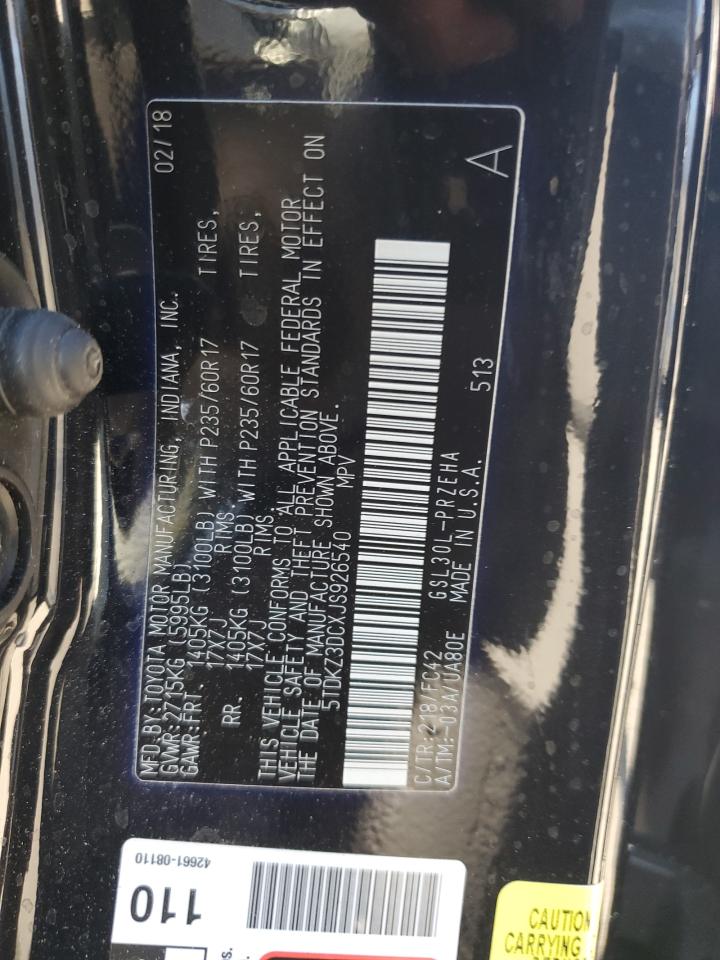 MFD.BY:TOYOTA MOTOR MANUFACTURING, INDIANA, INC. 02/18
GVWR:2775KG (5995LB)
GAWR:FRT. 1405KG (3100LB) WITH P235/60R17 TIRES,
17X7J RIMS
RR. 1405KG (3100LB) WITH P235/60R17 TIRES,
17X7J RIMS
THIS VEHICLE CONFORMS TO ALL APPLICABLE FEDERAL MOTOR
VEHICLE SAFETY AND THEFT PREVENTION STANDARDS IN EFFECT ON
THE DATE OF MANUFACTURE SHOWN ABOVE.
5TDKZ3DCXJS926540 MPV
C/TR:218/FC42 GSL30L-PRZEHA 513
A/TM:-03A/UA80E MADE IN U.S.A. A
42661-08110
110
CAUTION
CARRYING